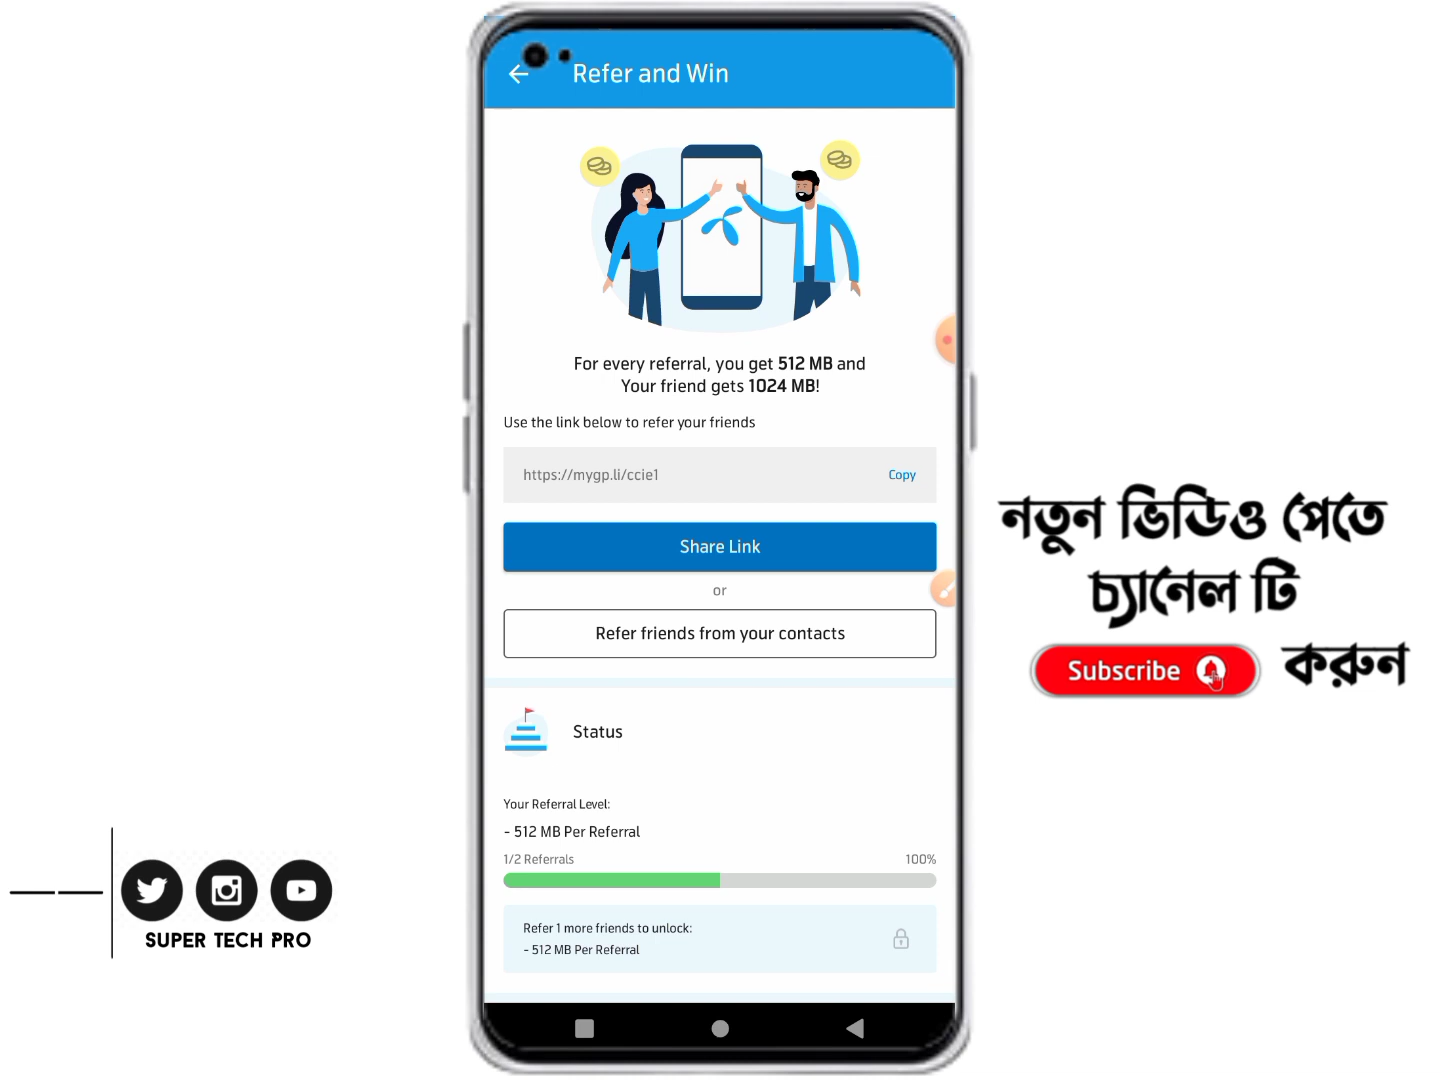 Refer and Win
For every referral, you get 512 MB and
Your friend gets 1024 MB!
Use the link below to refer your friends
https://mygp.li/ccie1 Copy
Share Link
or
Refer friends from your contacts
Status
Your Referral Level:
- 512 MB Per Referral
1/2 Referrals 100%
Refer 1 more friends to unlock:
- 512 MB Per Referral
নতুন ভিডিও পেতে
চ্যানেল টি
Subscribe করুন
SUPER TECH PRO